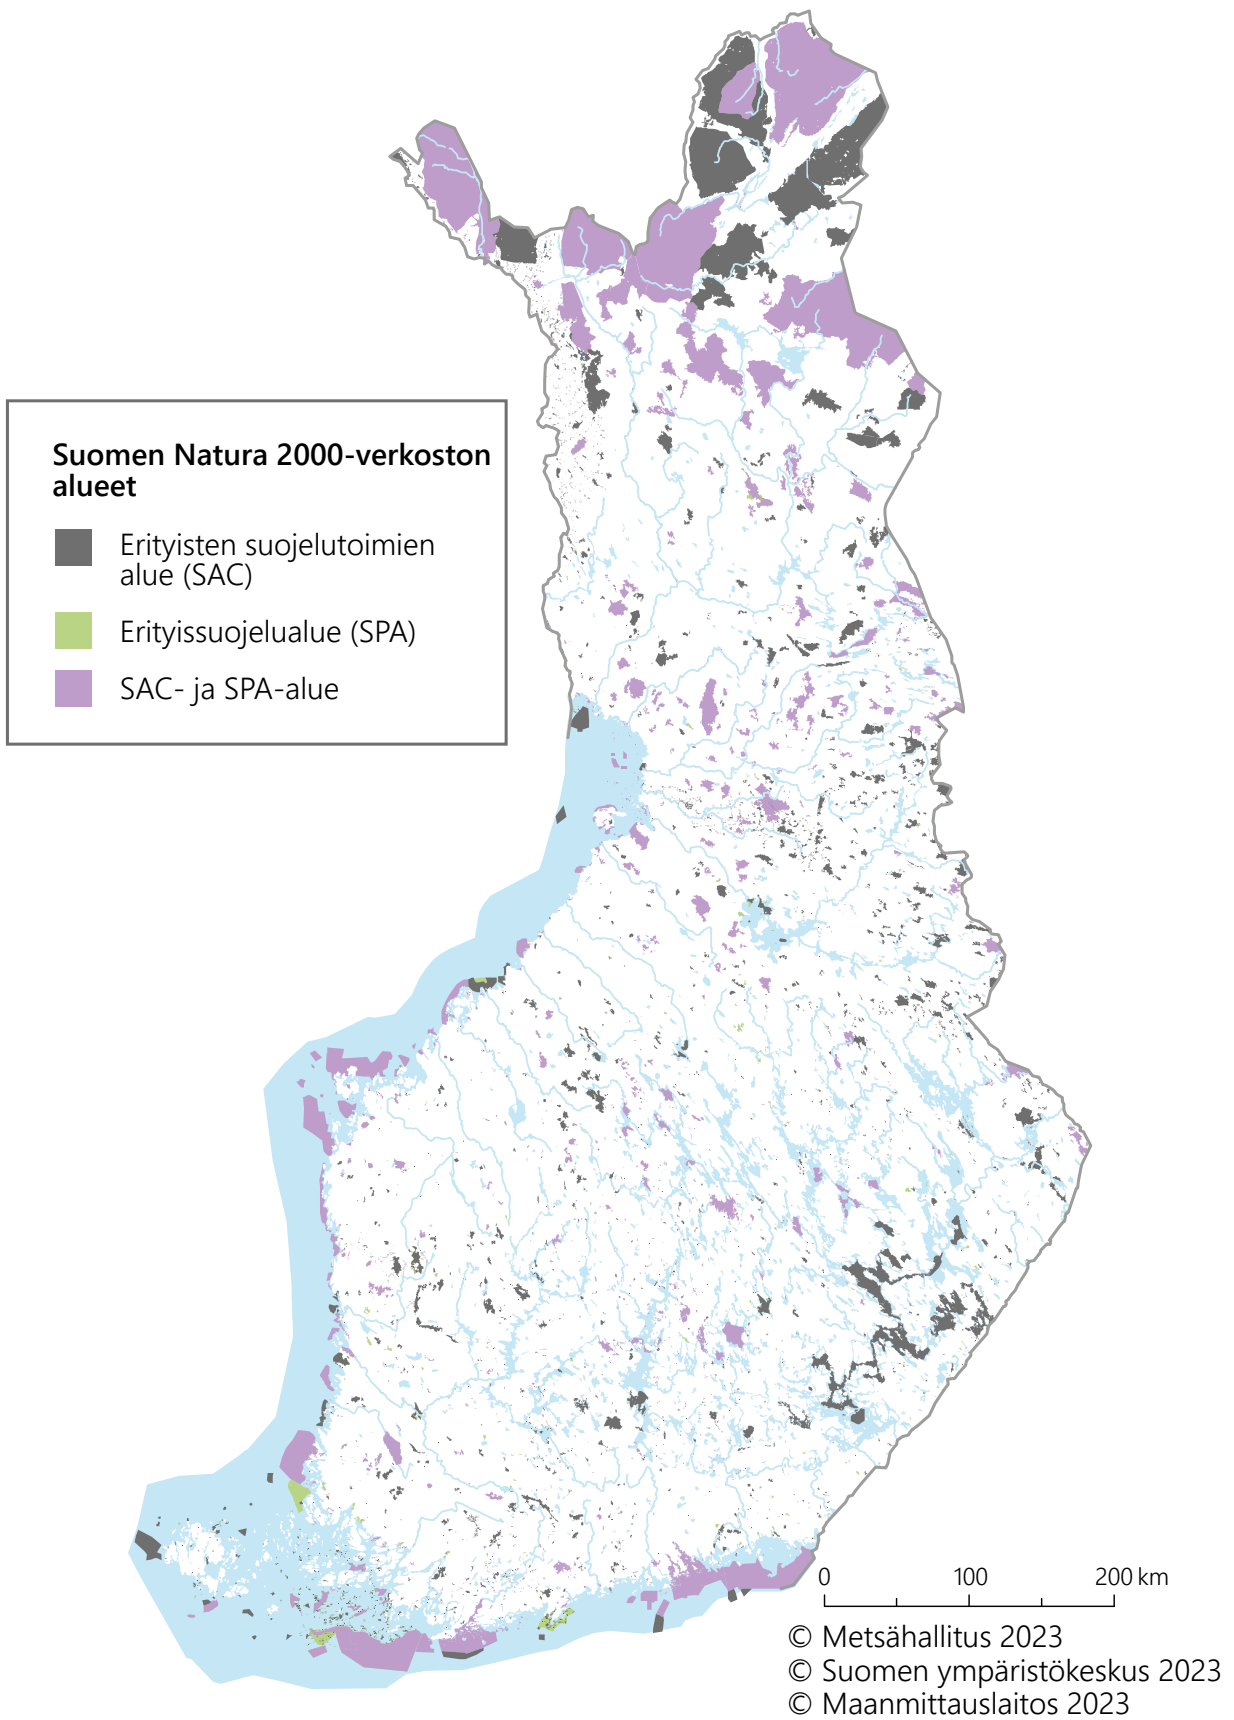 Suomen Natura 2000-verkoston
alueet
Erityisten suojelutoimien
alue (SAC)
Erityissuojelualue (SPA)
SAC- ja SPA-alue
0 100 200 km
© Metsähallitus 2023
© Suomen ympäristökeskus 2023
© Maanmittauslaitos 2023